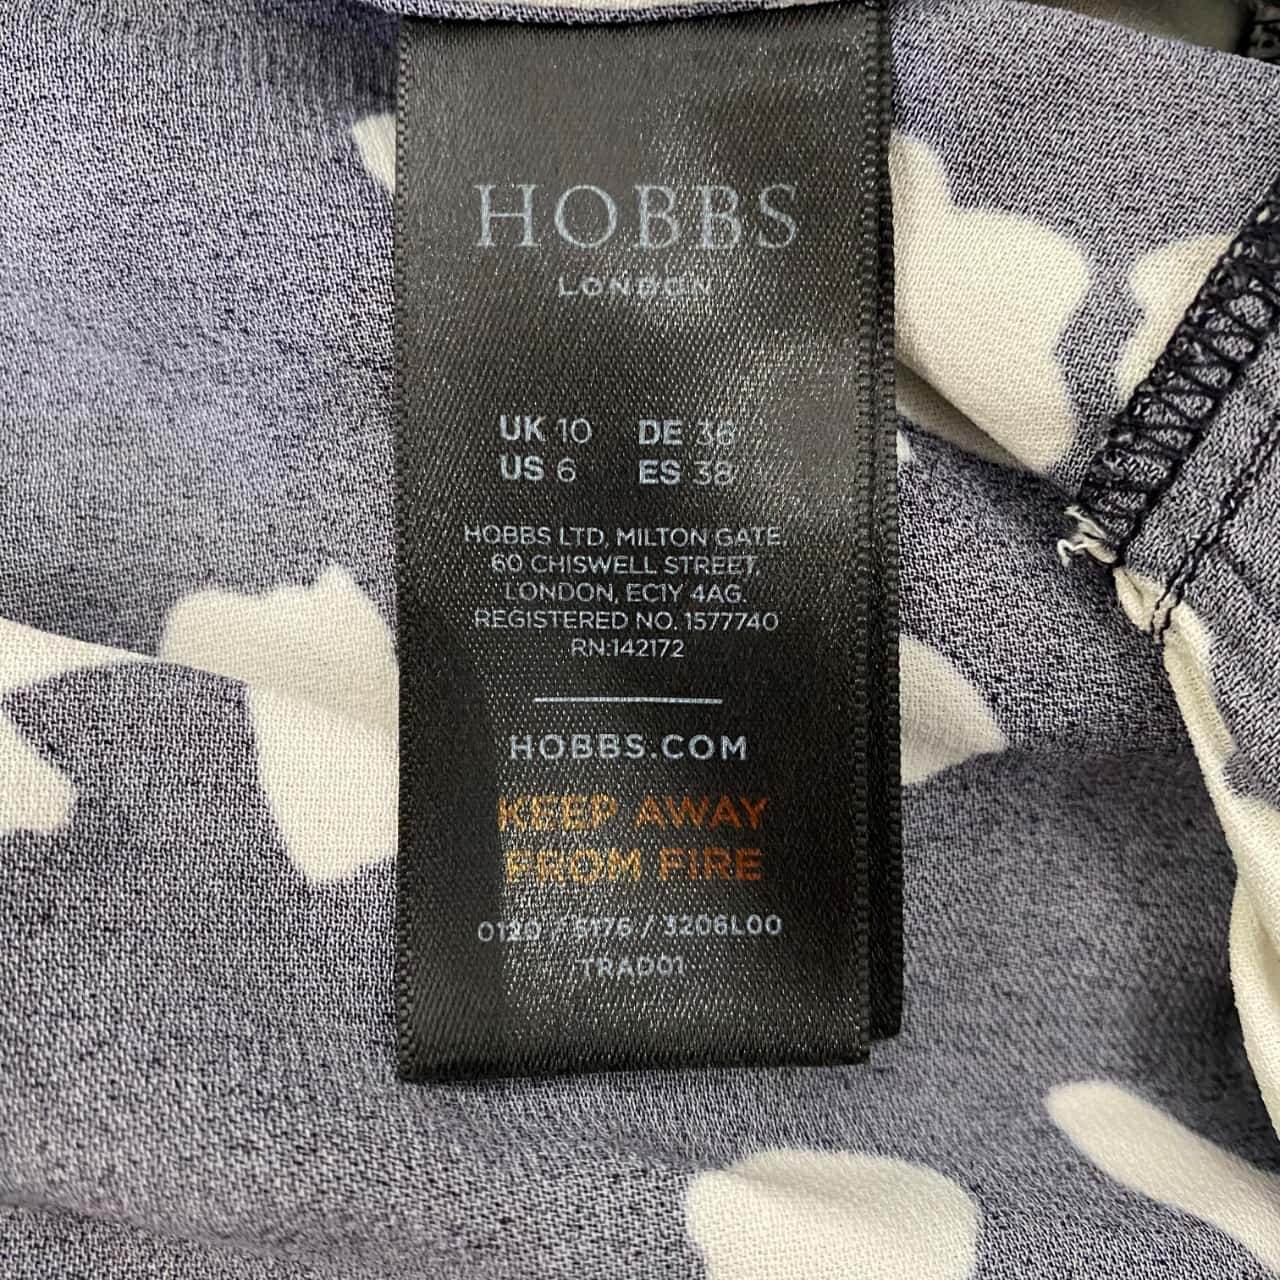 HOBBS
LONDON
UK 10 DE 36
US 6 ES 38
HOBBS LTD, MILTON GATE,
60 CHISWELL STREET,
LONDON, EC1Y 4AG.
REGISTERED NO. 1577740
RN:142172
HOBBS.COM
KEEP AWAY
FROM FIRE
0120 / 5176 / 3206L00
TRAD01